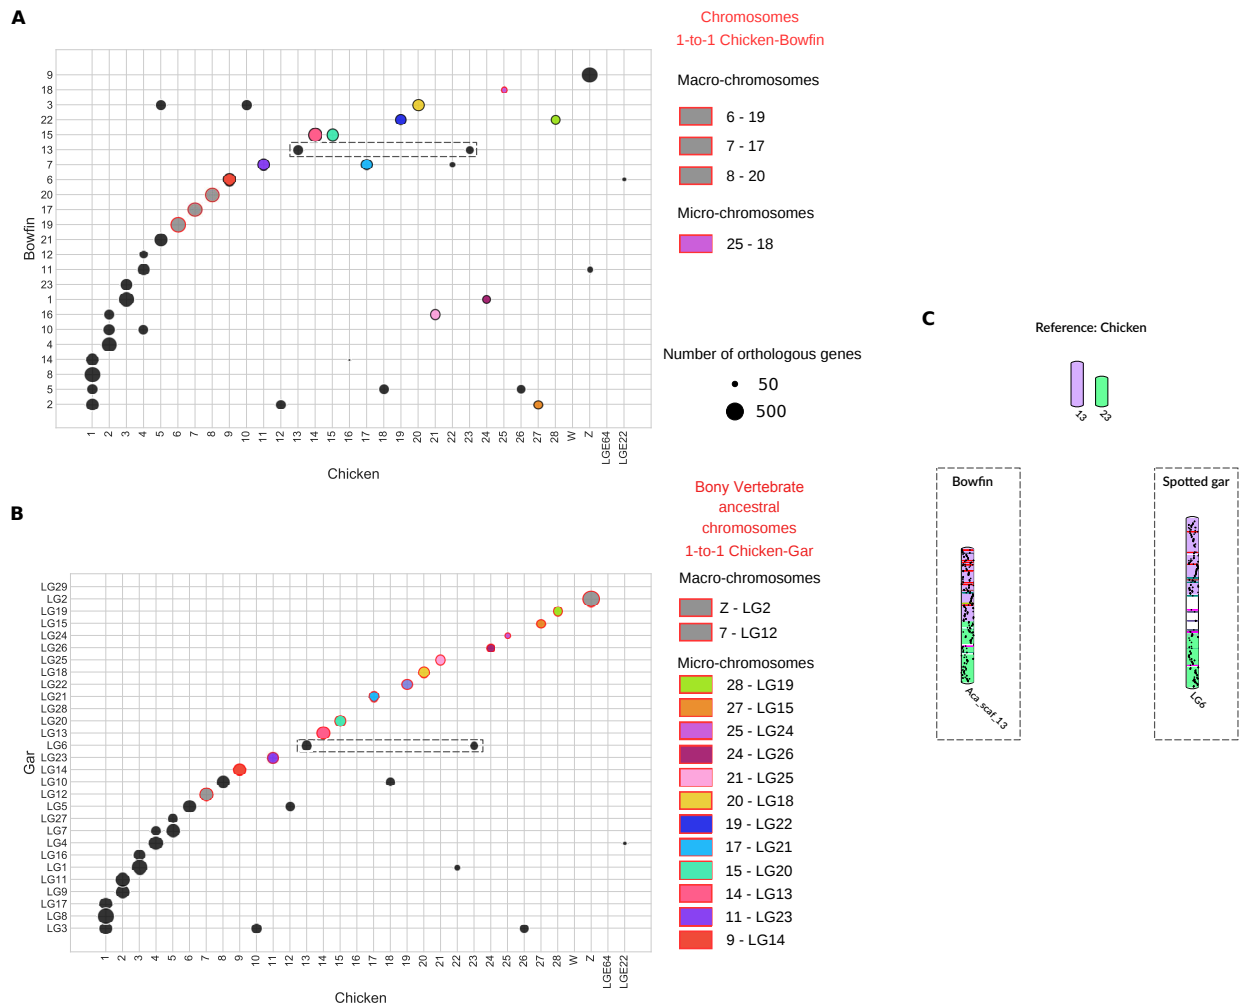 A
Chromosomes
1-to-1 Chicken-Bowfin
Macro-chromosomes
6 - 19
7 - 17
8 - 20
Micro-chromosomes
25 - 18
Number of orthologous genes
50
500
Bowfin
9
18
3
22
15
13
7
6
20
17
19
21
12
11
23
1
16
10
4
14
8
5
2
1
2
3
4
5
6
7
8
9
10
11
12
13
14
15
16
17
18
19
20
21
22
23
24
25
26
27
28
W
Z
LGE64
LGE22
Chicken
B
Bony Vertebrate
ancestral
chromosomes
1-to-1 Chicken-Gar
Macro-chromosomes
Z - LG2
7 - LG12
Micro-chromosomes
28 - LG19
27 - LG15
25 - LG24
24 - LG26
21 - LG25
20 - LG18
19 - LG22
17 - LG21
15 - LG20
14 - LG13
11 - LG23
9 - LG14
Gar
LG29
LG2
LG19
LG15
LG24
LG26
LG25
LG18
LG22
LG21
LG28
LG20
LG13
LG6
LG23
LG14
LG10
LG12
LG5
LG27
LG7
LG4
LG16
LG1
LG11
LG9
LG17
LG8
LG3
1
2
3
4
5
6
7
8
9
10
11
12
13
14
15
16
17
18
19
20
21
22
23
24
25
26
27
28
W
Z
LGE64
LGE22
Chicken
C
Reference: Chicken
13
23
Bowfin
Aca_scaf_13
Spotted gar
LG6